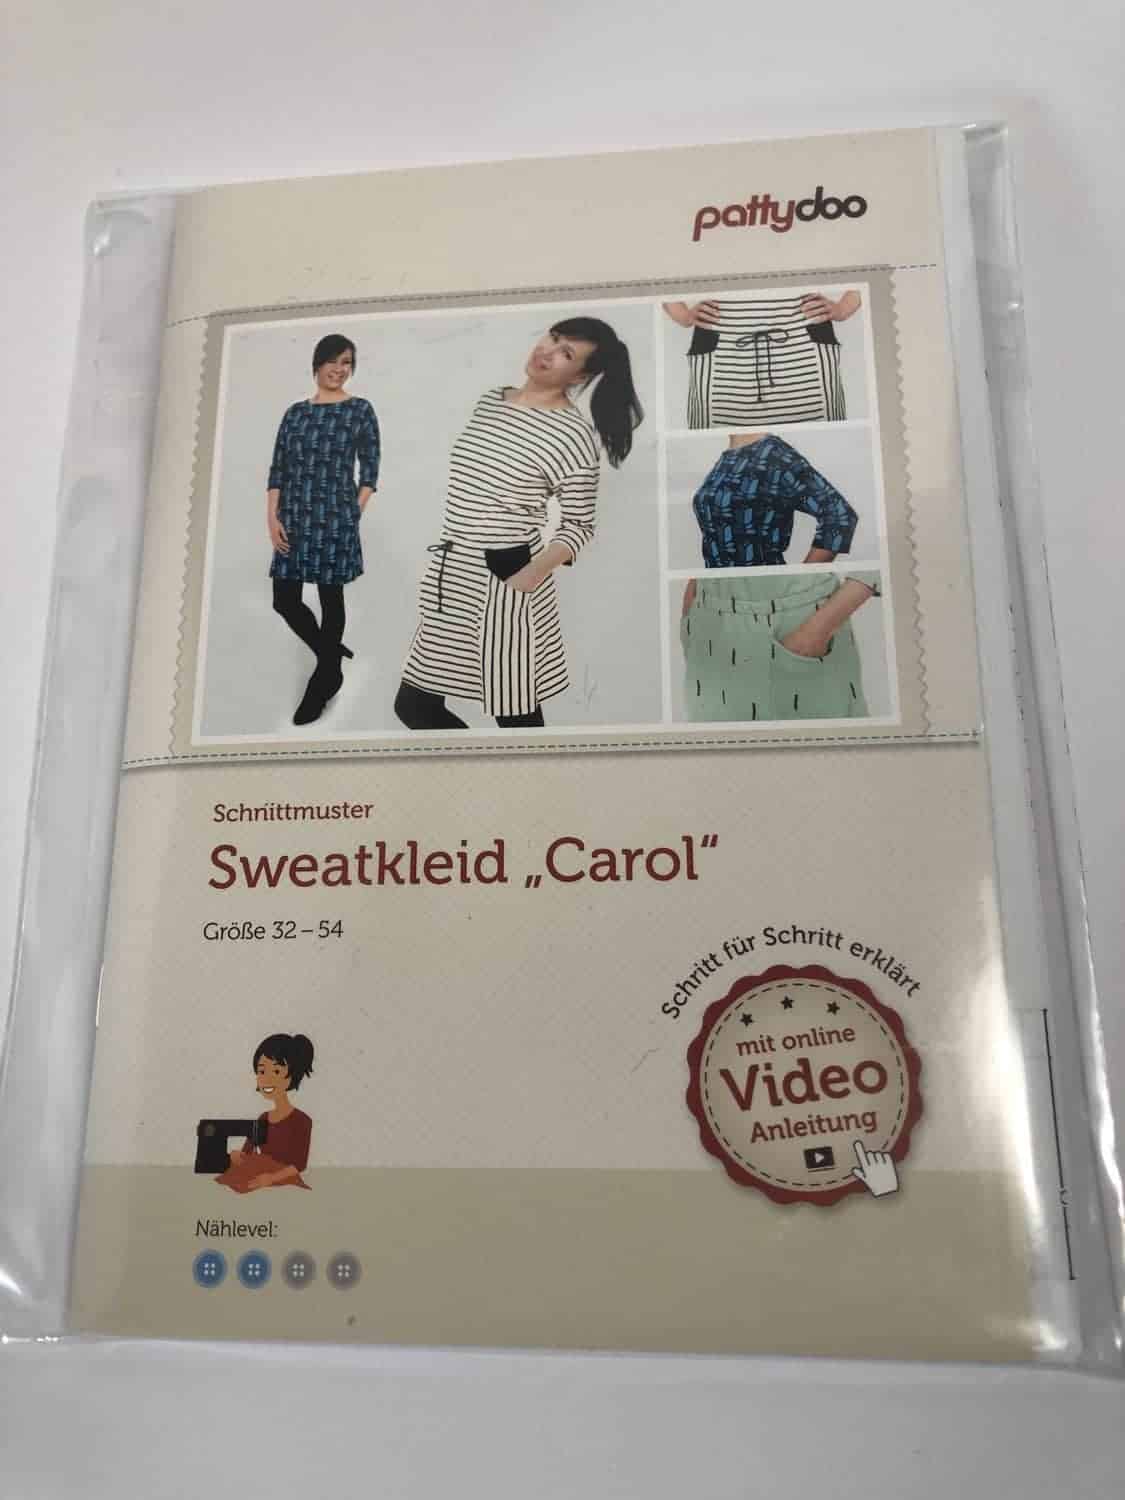 pattydoo
Schnittmuster
Sweatkleid „Carol“
Größe 32 – 54
Schritt für Schritt erklärt
mit online
Video
Anleitung
Nählevel: